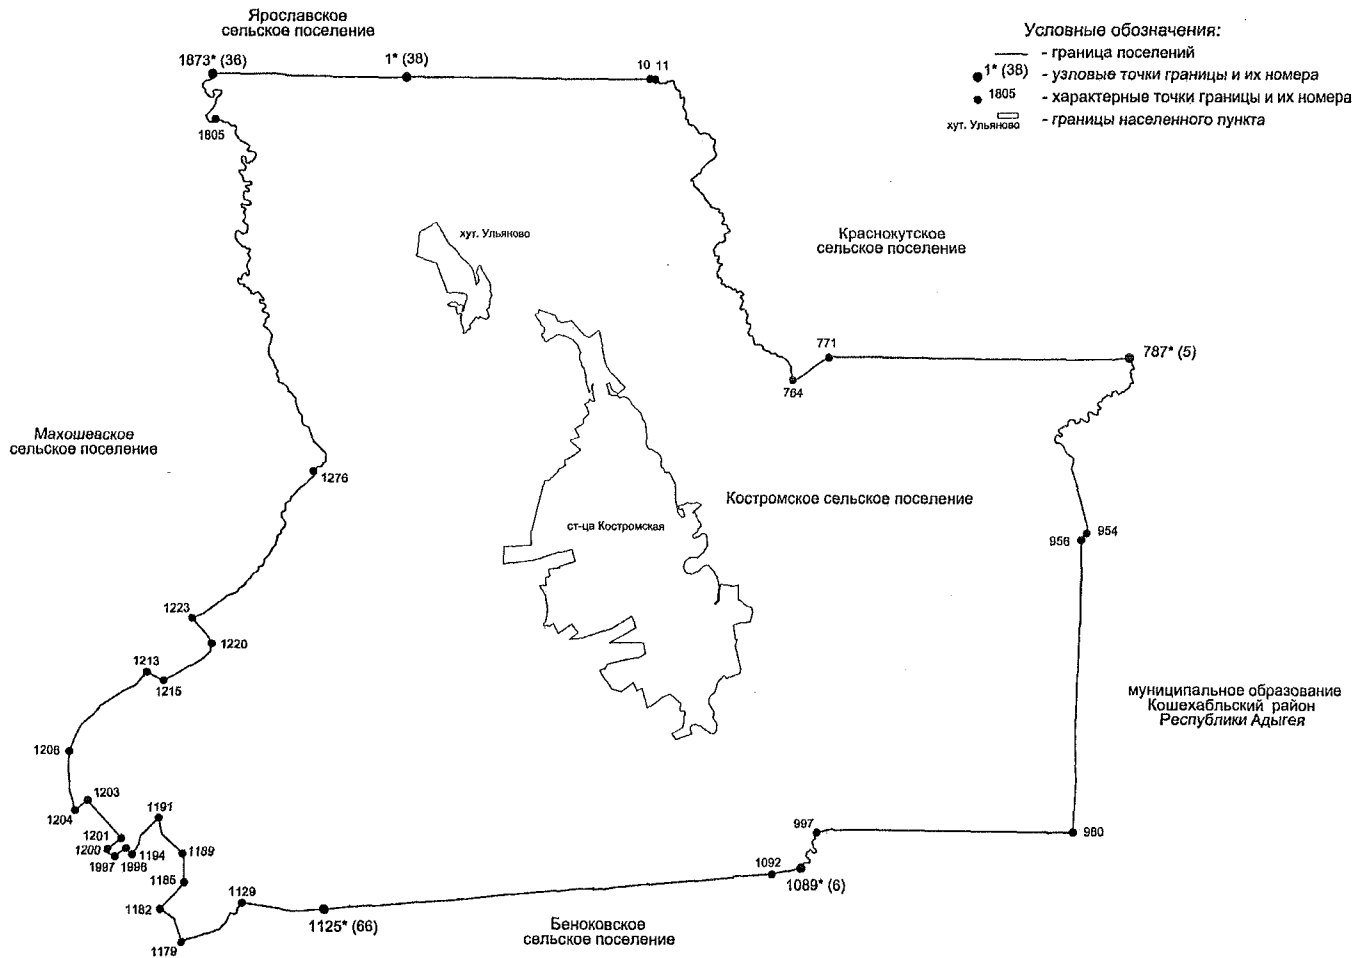 Ярославское
сельское поселение
Условные обозначения:
- граница поселений
1* (38) - узловые точки границы и их номера
1805 - характерные точки границы и их номера
хут. Ульяново - границы населенного пункта
1873* (36)
1* (38)
10 11
1805
хут. Ульяново
Краснокутское
сельское поселение
771
787* (5)
764
Махошевское
сельское поселение
1276
Костромское сельское поселение
ст-ца Костромская
954
956
1223
1220
1213
1215
муниципальное образование
Кошехабльский район
Республики Адыгея
1206
1203
1204
1191
1201
1200
1997
1996
1194
1189
1185
1182
1179
1129
1125* (66)
997
980
1092
1089* (6)
Беноковское
сельское поселение